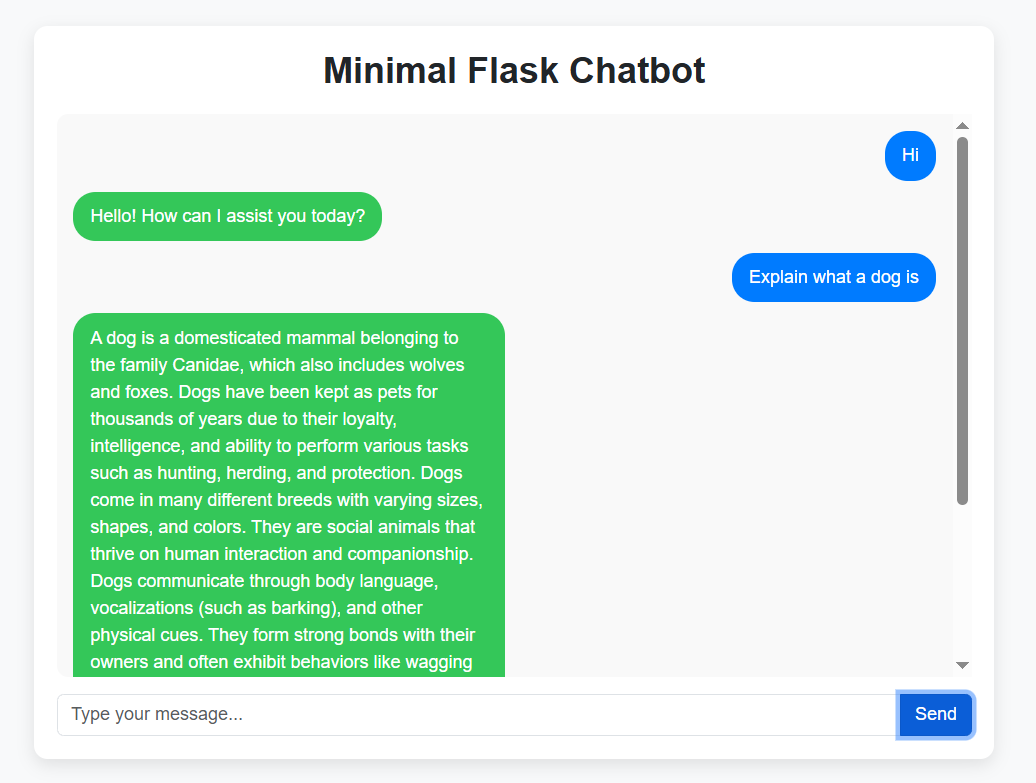 Minimal Flask Chatbot
Hi
Hello! How can I assist you today?
Explain what a dog is
A dog is a domesticated mammal belonging to
the family Canidae, which also includes wolves
and foxes. Dogs have been kept as pets for
thousands of years due to their loyalty,
intelligence, and ability to perform various tasks
such as hunting, herding, and protection. Dogs
come in many different breeds with varying sizes,
shapes, and colors. They are social animals that
thrive on human interaction and companionship.
Dogs communicate through body language,
vocalizations (such as barking), and other
physical cues. They form strong bonds with their
owners and often exhibit behaviors like wagging
Type your message...
Send